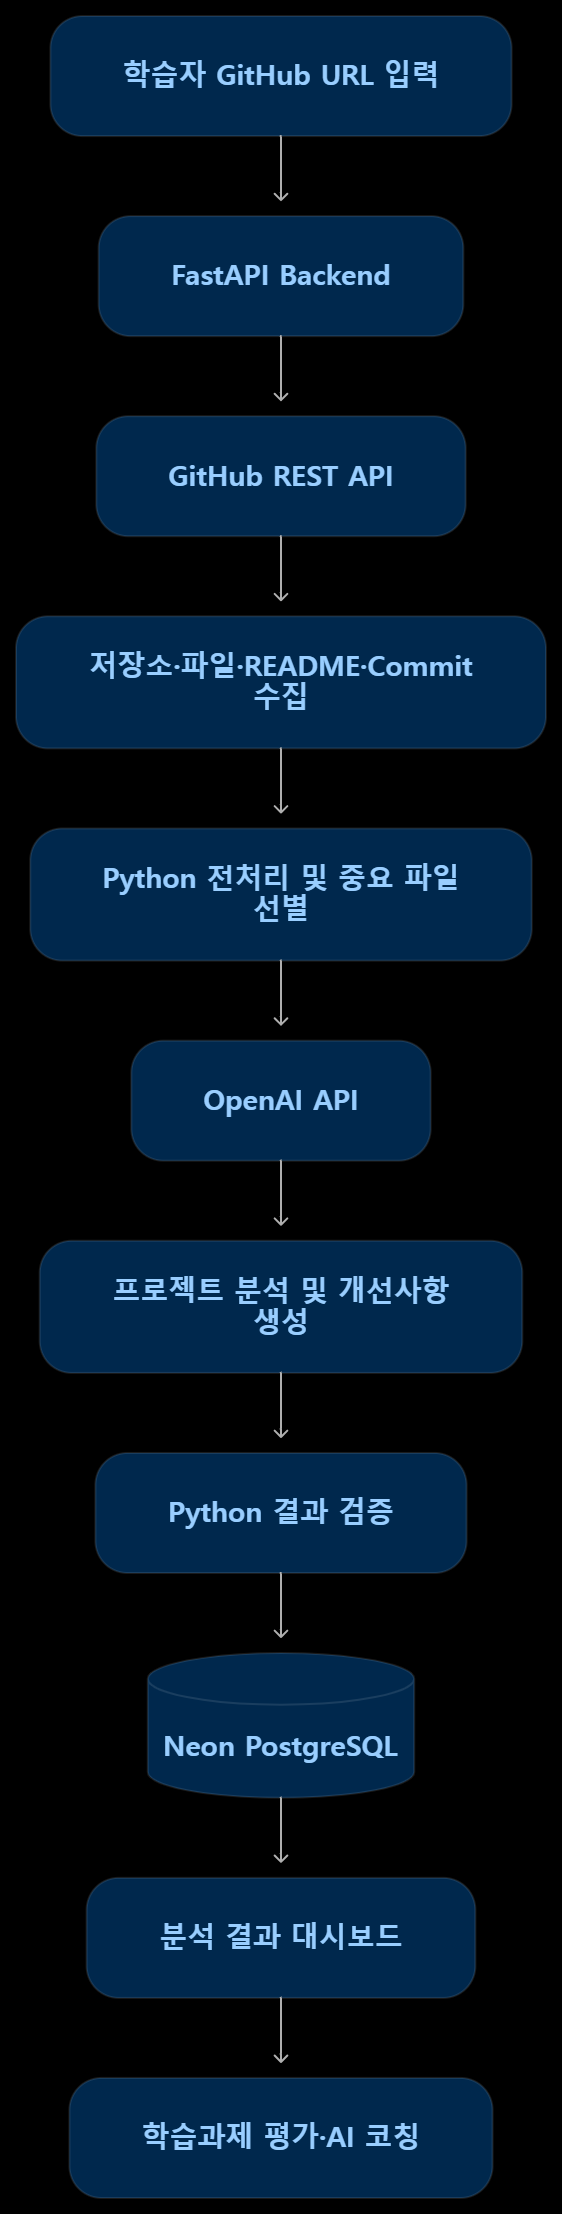 학습자 GitHub URL 입력
FastAPI Backend
GitHub REST API
저장소·파일·README·Commit
수집
Python 전처리 및 중요 파일
선별
OpenAI API
프로젝트 분석 및 개선사항
생성
Python 결과 검증
Neon PostgreSQL
분석 결과 대시보드
학습과제 평가·AI 코칭